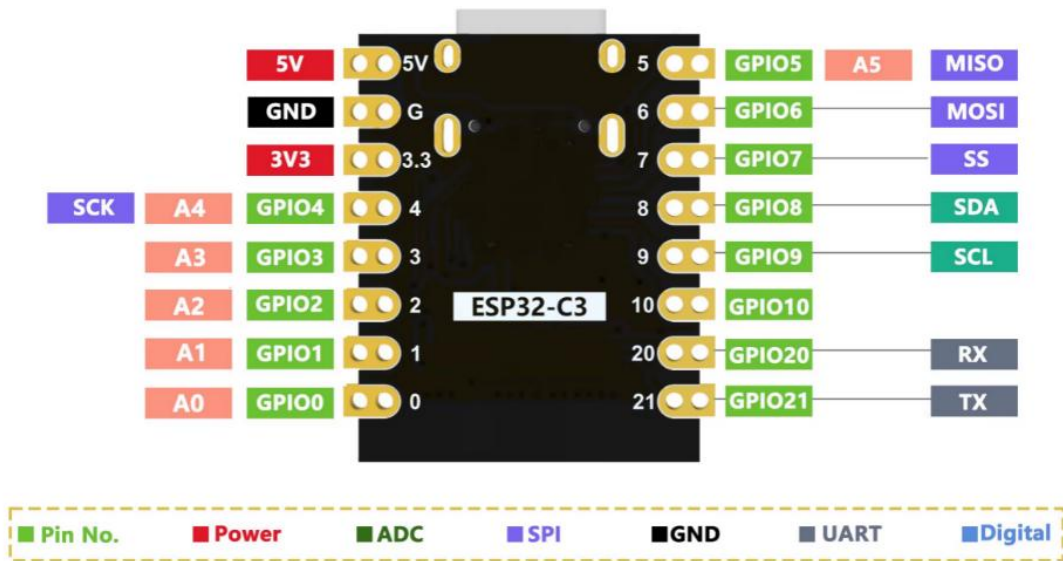 5V 5V 5 GPIO5 A5 MISO
GND G 6 GPIO6 MOSI
3V3 3.3 7 GPIO7 SS
SCK A4 GPIO4 4 8 GPIO8 SDA
A3 GPIO3 3 9 GPIO9 SCL
A2 GPIO2 2 ESP32-C3 10 GPIO10
A1 GPIO1 1 20 GPIO20 RX
A0 GPIO0 0 21 GPIO21 TX
Pin No. Power ADC SPI GND UART Digital